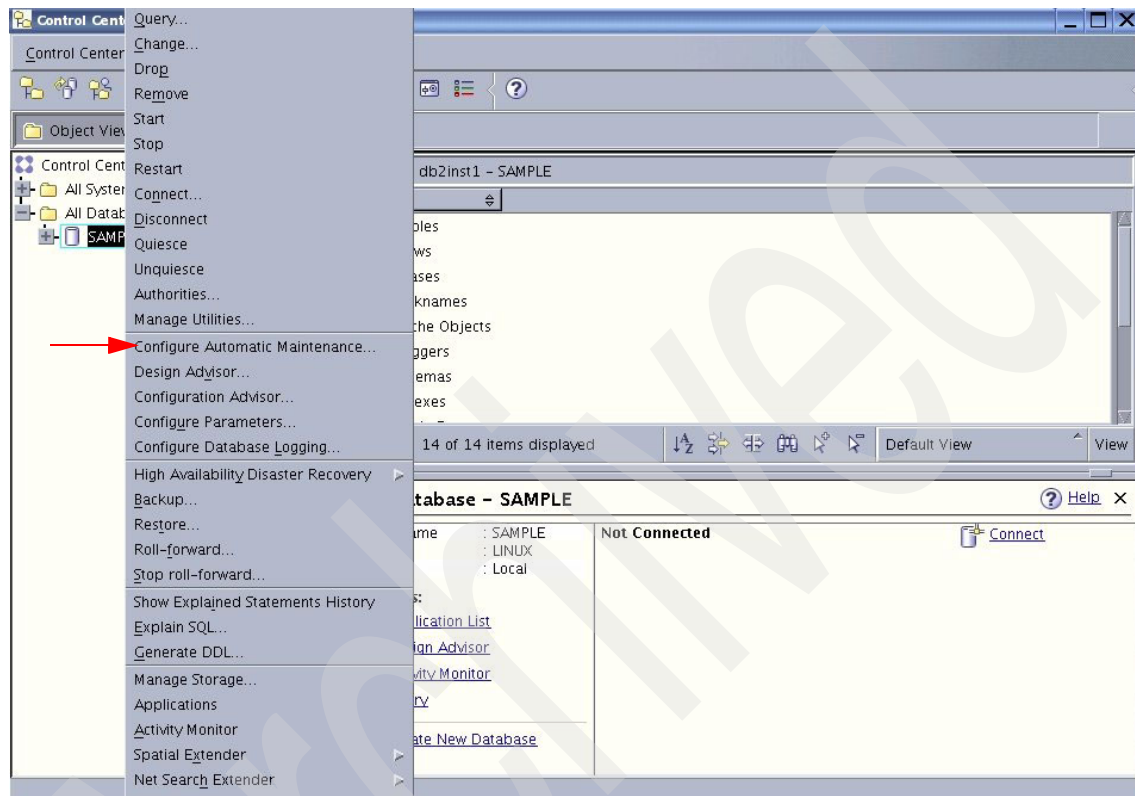 Control Cent
Control Center
Object Viev
Control Cent
All Syster
All Datab
SAMP
Query...
Change...
Drop
Remove
Start
Stop
Restart
Connect...
Disconnect
Quiesce
Unquiesce
Authorities...
Manage Utilities...
Configure Automatic Maintenance...
Design Advisor...
Configuration Advisor...
Configure Parameters...
Configure Database Logging...
High Availability Disaster Recovery
Backup...
Restore...
Roll-forward...
Stop roll-forward...
Show Explained Statements History
Explain SQL...
Generate DDL...
Manage Storage...
Applications
Activity Monitor
Spatial Extender
Net Search Extender
db2inst1 - SAMPLE
bles
ws
ases
knames
che Objects
ggers
emas
exes
14 of 14 items displayed
Default View
View
tabase - SAMPLE
Help
ame : SAMPLE
: LINUX
: Local
Not Connected
Connect
s:
lication List
ign Advisor
vity Monitor
ry
ate New Database
rchived